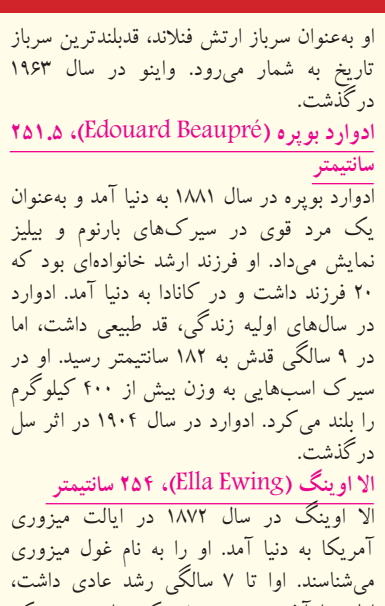 او به‌عنوان سرباز ارتش فنلاند، قدبلندترین سرباز
تاریخ به شمار می‌رود. واینو در سال ۱۹۶۳
درگذشت.
ادوارد بوپره (Edouard Beaupré)، ۲۵۱.۵
سانتیمتر
ادوارد بوپره در سال ۱۸۸۱ به دنیا آمد و به‌عنوان
یک مرد قوی در سیرک‌های بارنوم و بیلیز
نمایش می‌داد. او فرزند ارشد خانواده‌ای بود که
۲۰ فرزند داشت و در کانادا به دنیا آمد. ادوارد
در سال‌های اولیه زندگی، قد طبیعی داشت، اما
در ۹ سالگی قدش به ۱۸۲ سانتیمتر رسید. او در
سیرک اسب‌هایی به وزن بیش از ۴۰۰ کیلوگرم
را بلند می‌کرد. ادوارد در سال ۱۹۰۴ در اثر سل
درگذشت.
الا اوینگ (Ella Ewing)، ۲۵۴ سانتیمتر
الا اوینگ در سال ۱۸۷۲ در ایالت میزوری
آمریکا به دنیا آمد. او را به نام غول میزوری
می‌شناسند. اوا تا ۷ سالگی رشد عادی داشت،